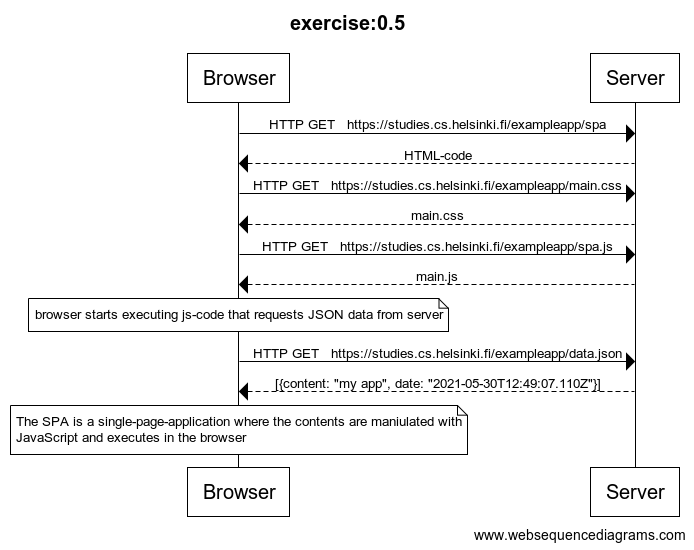 exercise:0.5
Browser
Server
HTTP GET https://studies.cs.helsinki.fi/exampleapp/spa
HTML-code
HTTP GET https://studies.cs.helsinki.fi/exampleapp/main.css
main.css
HTTP GET https://studies.cs.helsinki.fi/exampleapp/spa.js
main.js
browser starts executing js-code that requests JSON data from server
HTTP GET https://studies.cs.helsinki.fi/exampleapp/data.json
[{content: "my app", date: "2021-05-30T12:49:07.110Z"}]
The SPA is a single-page-application where the contents are maniulated with
JavaScript and executes in the browser
Browser
Server
www.websequencediagrams.com